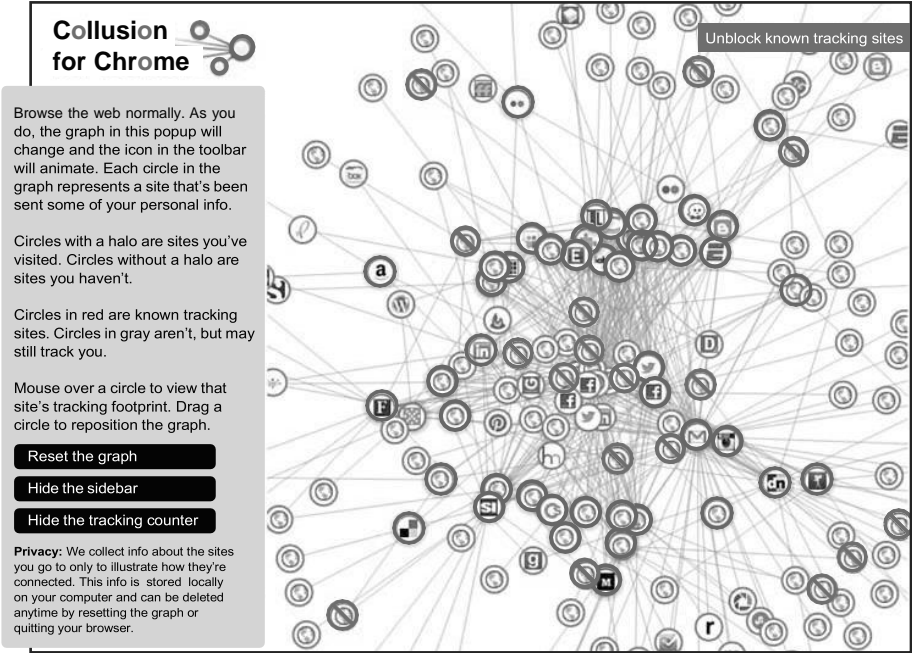 Collusion
for Chrome
Unblock known tracking sites
Browse the web normally. As you
do, the graph in this popup will
change and the icon in the toolbar
will animate. Each circle in the
graph represents a site that's been
sent some of your personal info.
Circles with a halo are sites you've
visited. Circles without a halo are
sites you haven't.
Circles in red are known tracking
sites. Circles in gray aren't, but may
still track you.
Mouse over a circle to view that
site's tracking footprint. Drag a
circle to reposition the graph.
Reset the graph
Hide the sidebar
Hide the tracking counter
Privacy: We collect info about the sites
you go to only to illustrate how they're
connected. This info is stored locally
on your computer and can be deleted
anytime by resetting the graph or
quitting your browser.